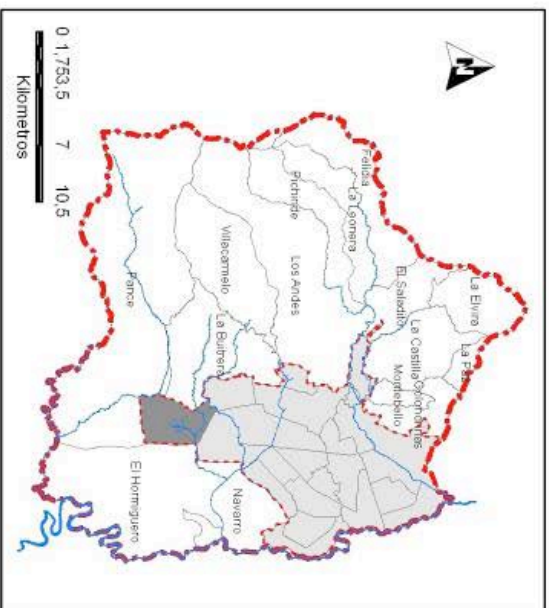 La Elvira
La Paz
N
La Castilla
Golondrinas
El Saladito
Montebello
Felidia
La Leonera
Pichinde
Los Andes
Navarro
Villacarmelo
La Buitrera
El Hormiguero
Pance
0 1,753,5 7 10,5
Kilometros